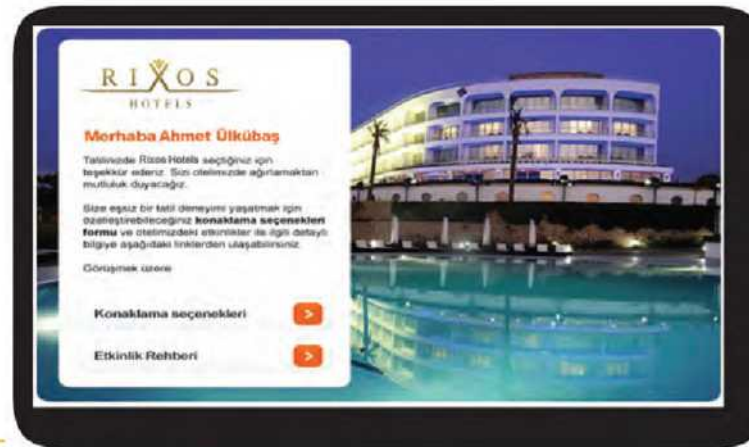 RIXOS
HOTELS
Merhaba Ahmet Ülkübaş
Tatilinizde Rixos Hotels seçtiğiniz için
teşekkür ederiz. Sizi otelimizde ağırlamaktan
mutluluk duyacağız.
Size eşsiz bir tatil deneyimi yaşatmak için
özelleştirebileceğiniz konaklama seçenekleri
formu ve otelimizdeki etkinlikler ile ilgili detaylı
bilgiye aşağıdaki linklerden ulaşabilirsiniz.
Görüşmek üzere
Konaklama seçenekleri >
Etkinlik Rehberi >